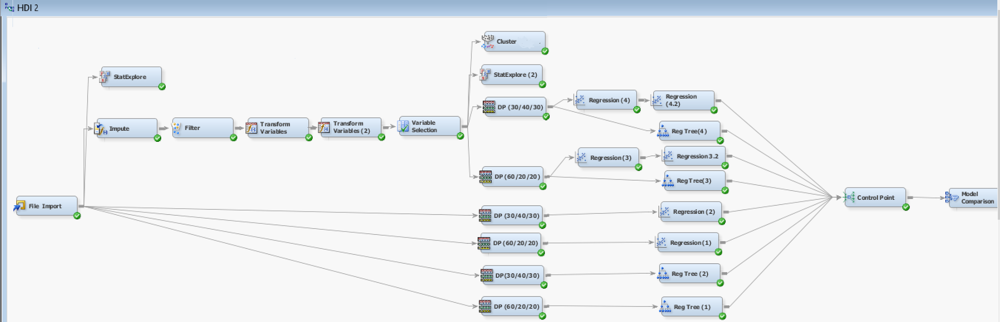 HDI 2
Cluster
StatExplore
StatExplore (2)
DP (30/40/30)
Regression (4)
Regression
(4.2)
Impute
Filter
Transform
Variables
Transform
Variables (2)
Variable
Selection
Reg Tree(4)
Regression (3)
Regression 3.2
DP (60/20/20)
Reg Tree(3)
File Import
DP (30/40/30)
Regression (2)
Control Point
Model
Comparison
DP (60/20/20)
Regression (1)
DP(30/40/30)
Reg Tree (2)
DP (60/20/20)
Reg Tree (1)